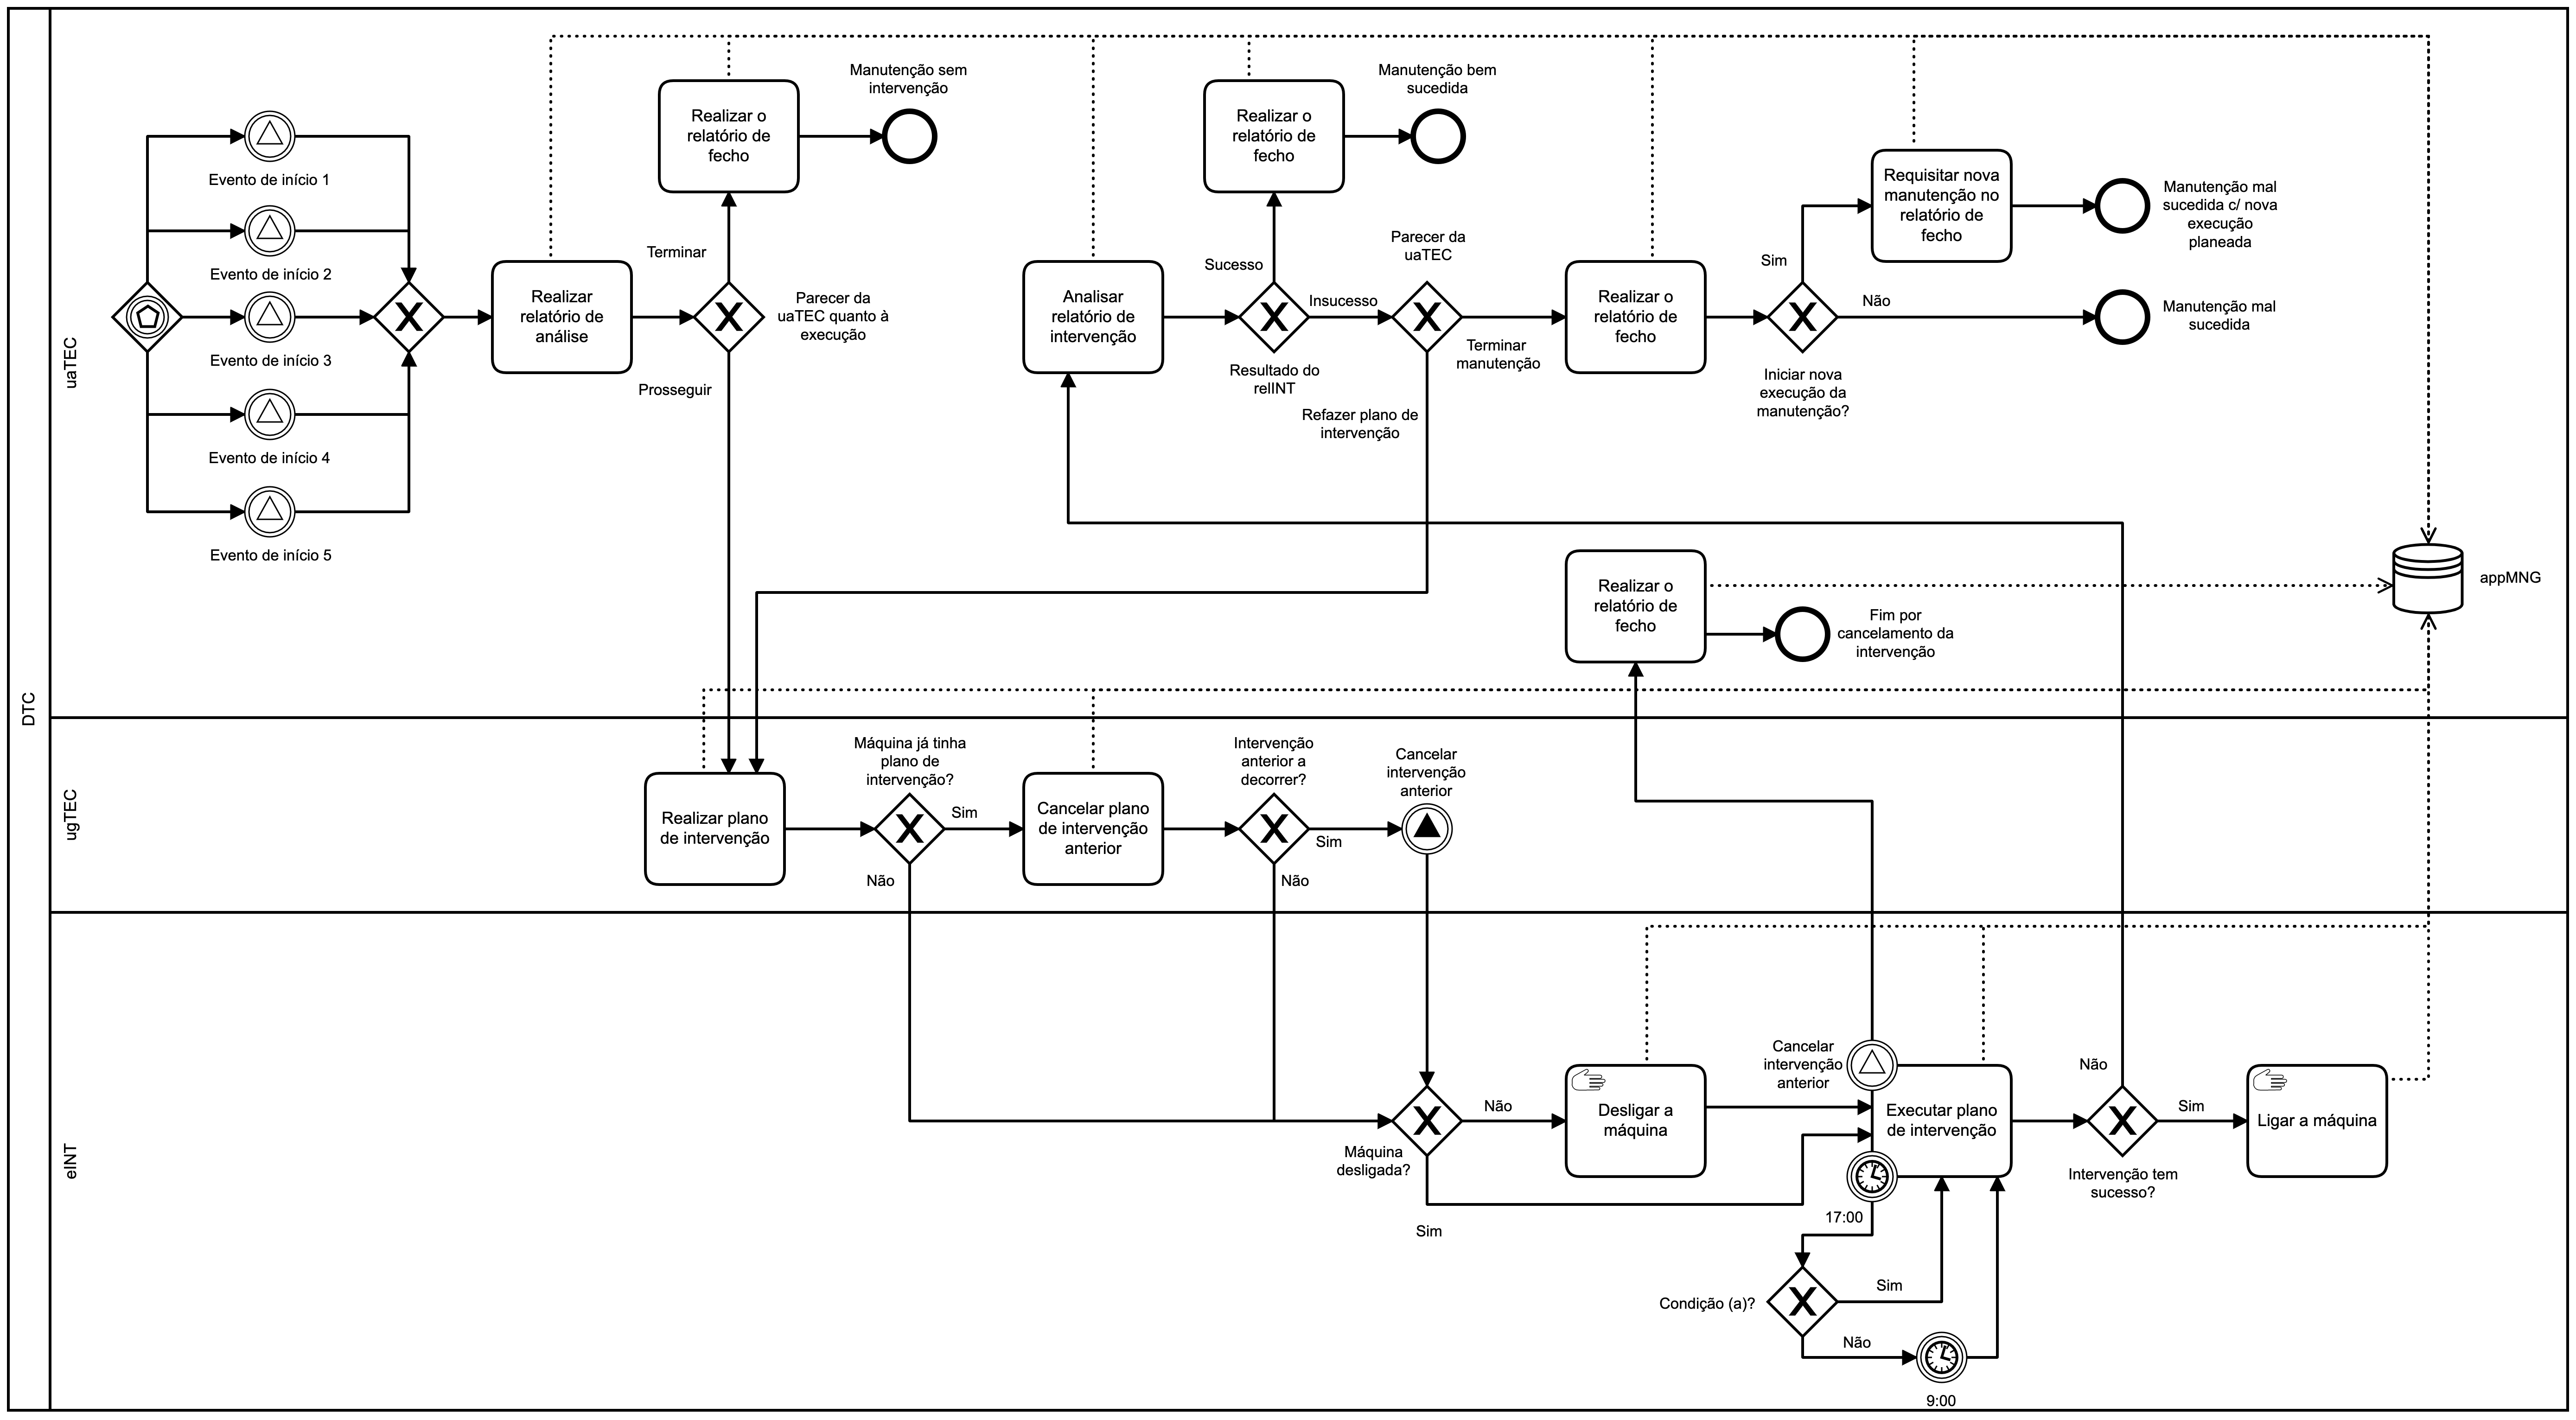 DTC
uaTEC
Evento de início 1
Evento de início 2
Evento de início 3
Evento de início 4
Evento de início 5
X
Realizar
relatório de
análise
X
Parecer da
uaTEC quanto à
execução
Terminar
Prosseguir
Realizar o
relatório de
fecho
Manutenção sem
intervenção
Analisar
relatório de
intervenção
X
Resultado do
relINT
Sucesso
Insucesso
Realizar o
relatório de
fecho
Manutenção bem
sucedida
Parecer da
uaTEC
X
Terminar
manutenção
Refazer plano de
intervenção
Realizar o
relatório de
fecho
X
Iniciar nova
execução da
manutenção?
Sim
Não
Requisitar nova
manutenção no
relatório de
fecho
Manutenção mal
sucedida c/ nova
execução
planeada
Manutenção mal
sucedida
Realizar o
relatório de
fecho
Fim por
cancelamento da
intervenção
appMNG
ugTEC
Realizar plano
de intervenção
Máquina já tinha
plano de
intervenção?
X
Sim
Não
Cancelar plano
de intervenção
anterior
Intervenção
anterior a
decorrer?
X
Sim
Não
Cancelar
intervenção
anterior
eINT
X
Máquina
desligada?
Não
Sim
Desligar a
máquina
Cancelar
intervenção
anterior
Executar plano
de intervenção
17:00
Condição (a)?
X
Sim
Não
9:00
X
Intervenção tem
sucesso?
Não
Sim
Ligar a máquina